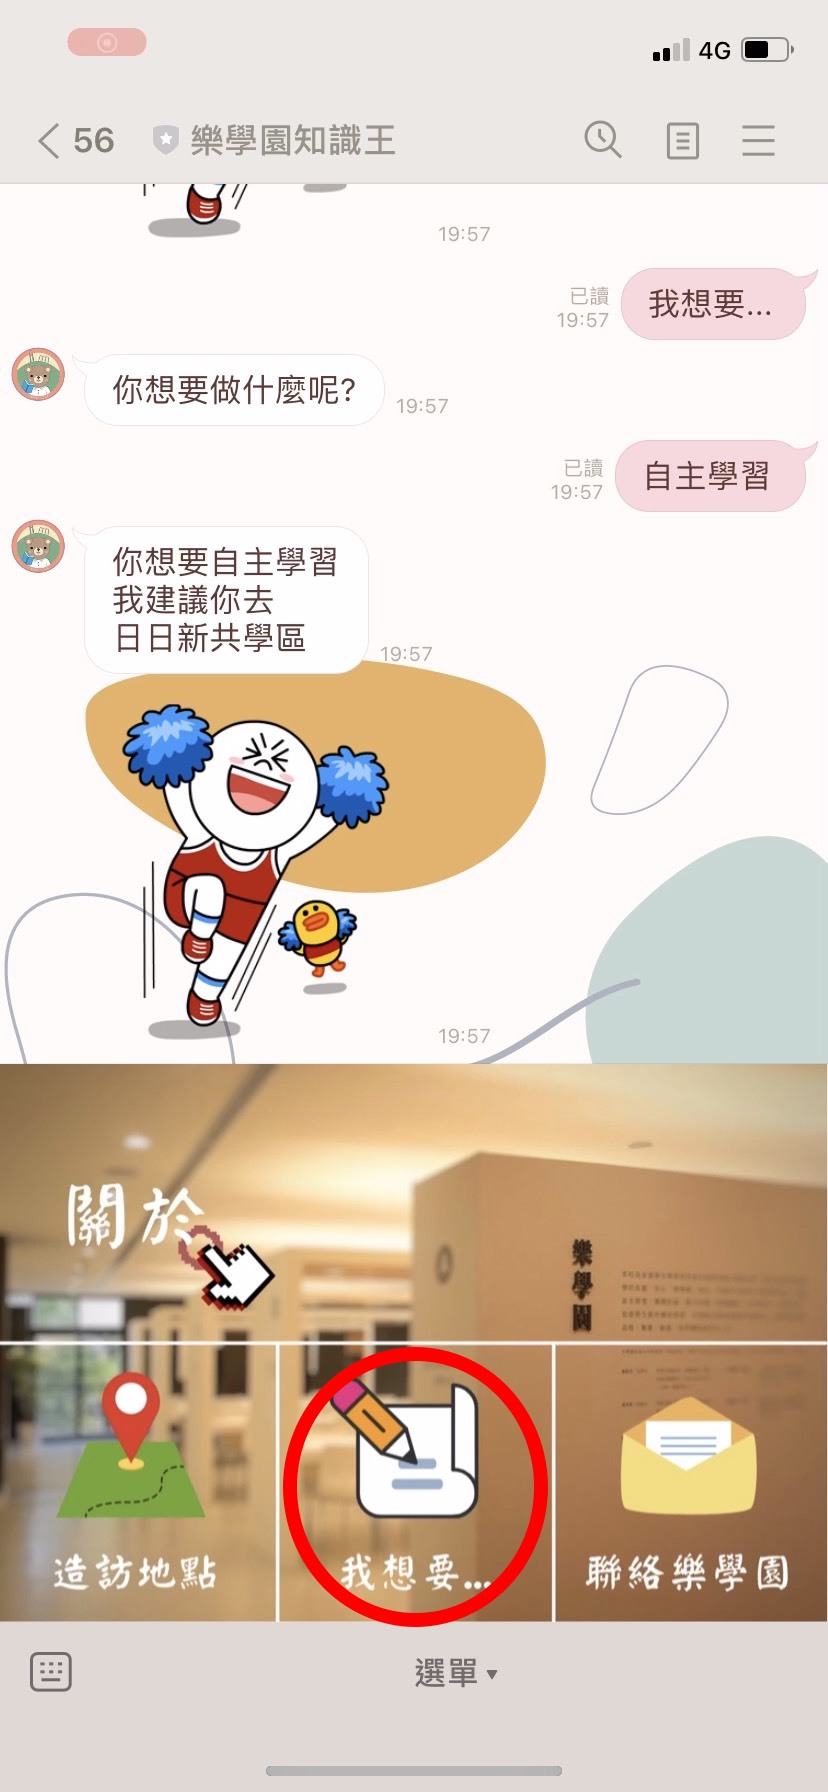 4G
56
樂學園知識王
19:57
我想要...
已讀
19:57
你想要做什麼呢?
19:57
自主學習
已讀
19:57
你想要自主學習
我建議你去
日日新共學區
19:57
19:57
關於
樂學園
造訪地點
我想要...
聯絡樂學園
選單